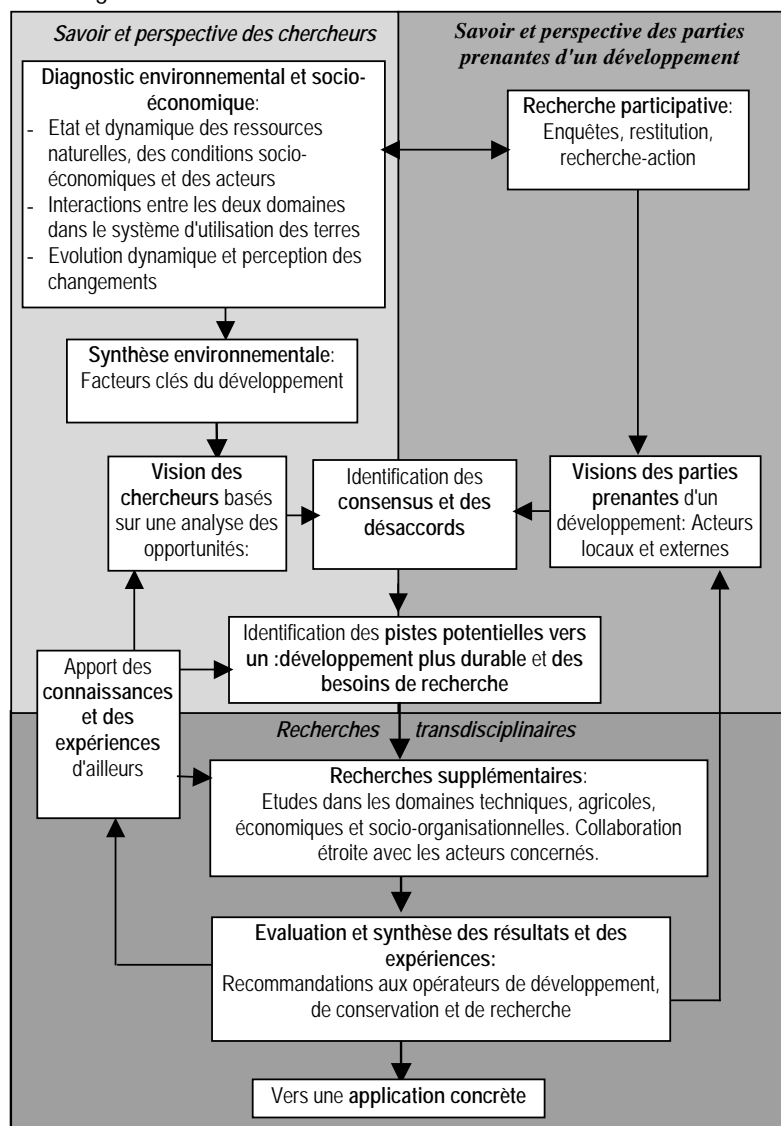 Savoir et perspective des chercheurs
Savoir et perspective des parties
prenantes d'un développement
Diagnostic environnemental et socio-
économique:
- Etat et dynamique des ressources
naturelles, des conditions socio-
économiques et des acteurs
- Interactions entre les deux domaines
dans le système d'utilisation des terres
- Evolution dynamique et perception des
changements
Recherche participative:
Enquêtes, restitution,
recherche-action
Synthèse environnementale:
Facteurs clés du développement
Vision des
chercheurs basés
sur une analyse des
opportunités:
Identification des
consensus et des
désaccords
Visions des parties
prenantes d'un
développement: Acteurs
locaux et externes
Identification des pistes potentielles vers
un :développement plus durable et des
besoins de recherche
Apport des
connaissances
et des
expériences
d'ailleurs
Recherches transdisciplinaires
Recherches supplémentaires:
Etudes dans les domaines techniques, agricoles,
économiques et socio-organisationnelles. Collaboration
étroite avec les acteurs concernés.
Evaluation et synthèse des résultats et des
expériences:
Recommandations aux opérateurs de développement,
de conservation et de recherche
Vers une application concrète